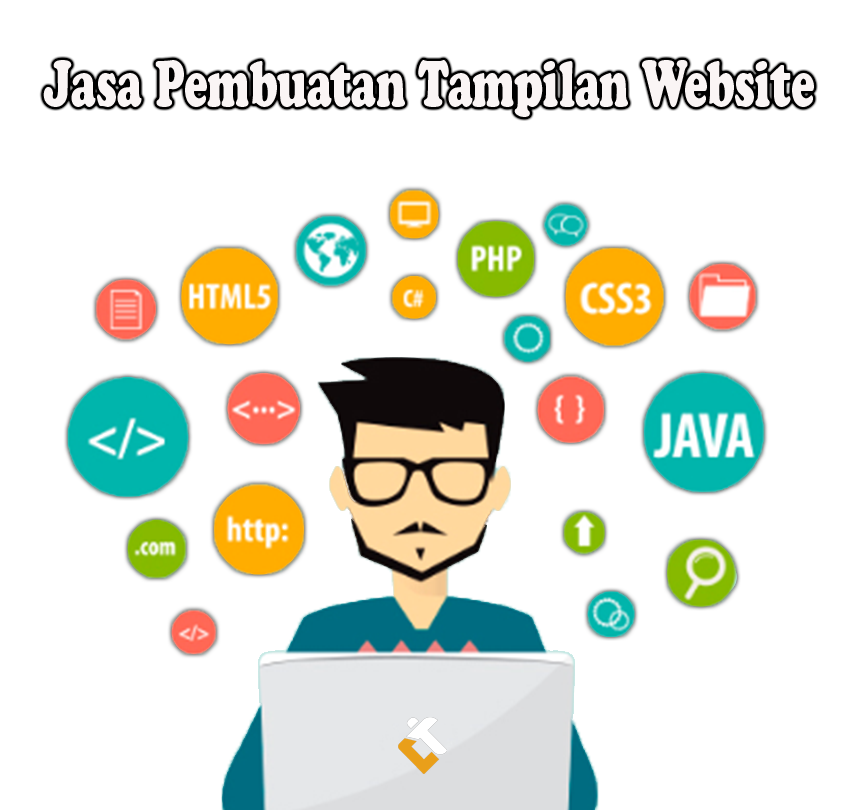 Jasa Pembuatan Tampilan Website
PHP
HTML5
C#
CSS3
<···>
{ }
</>
JAVA
http:
.com
</>